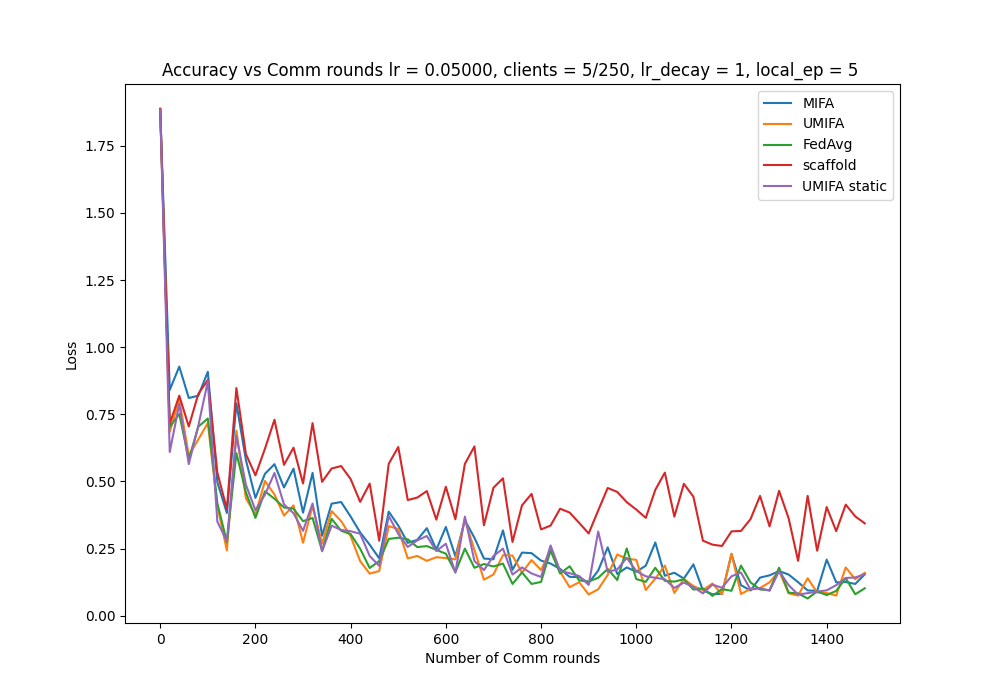 Accuracy vs Comm rounds lr = 0.05000, clients = 5/250, lr_decay = 1, local_ep = 5
MIFA
UMIFA
FedAvg
scaffold
UMIFA static
Loss
1.75
1.50
1.25
1.00
0.75
0.50
0.25
0.00
0 200 400 600 800 1000 1200 1400
Number of Comm rounds